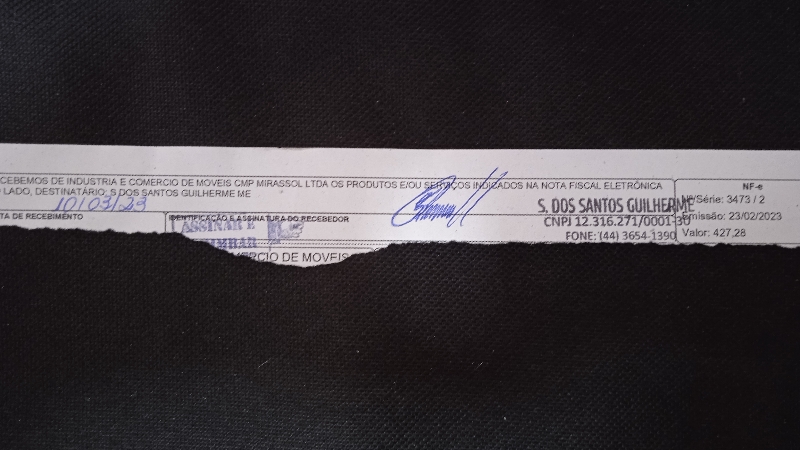 CEBEMOS DE INDUSTRIA E COMERCIO DE MOVEIS CMP MIRASSOL LTDA OS PRODUTOS E/OU SERVIÇOS INDICADOS NA NOTA FISCAL ELETRÔNICA
LADO, DESTINATÁRIO: S DOS SANTOS GUILHERME ME
10/03/23
TA DE RECEBIMENTO
IDENTIFICAÇÃO E ASSINATURA DO RECEBEDOR
ASSINAR E
IMBAR
ERCIO DE MOVEIS
S. DOS SANTOS GUILHERME
CNPJ 12.316.271/0001-30
FONE: (44) 3654-1390
NF-e
Nº/Série: 3473 / 2
Emissão: 23/02/2023
Valor: 427,28